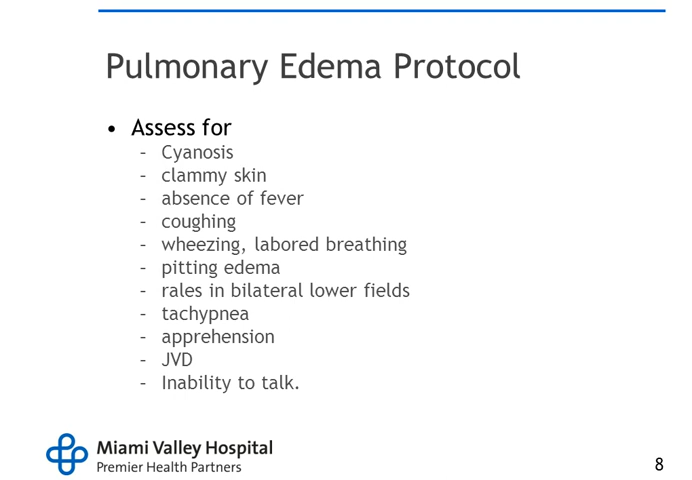 Pulmonary Edema Protocol
• Assess for
– Cyanosis
– clammy skin
– absence of fever
– coughing
– wheezing, labored breathing
– pitting edema
– rales in bilateral lower fields
– tachypnea
– apprehension
– JVD
– Inability to talk.
Miami Valley Hospital
Premier Health Partners
8